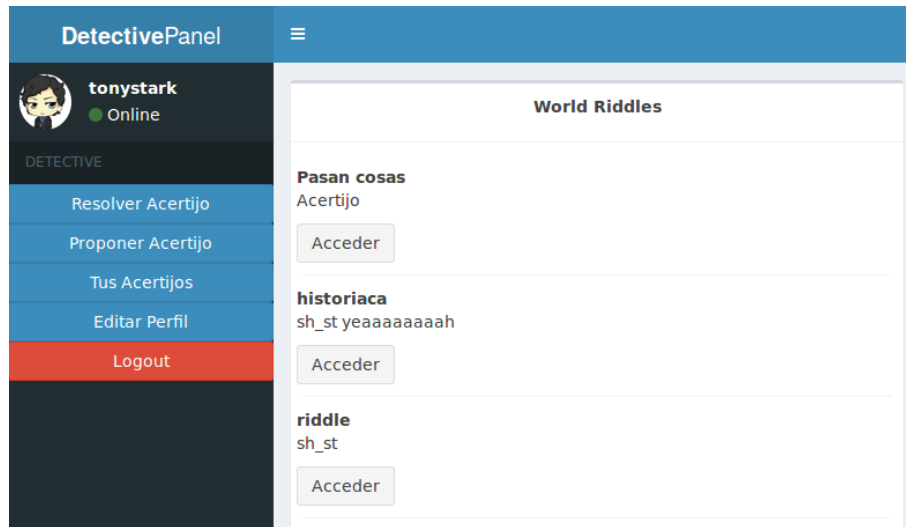 DetectivePanel
tonystark
Online
DETECTIVE
Resolver Acertijo
Proponer Acertijo
Tus Acertijos
Editar Perfil
Logout
World Riddles
Pasan cosas
Acertijo
Acceder
historiaca
sh_st yeaaaaaaaah
Acceder
riddle
sh_st
Acceder